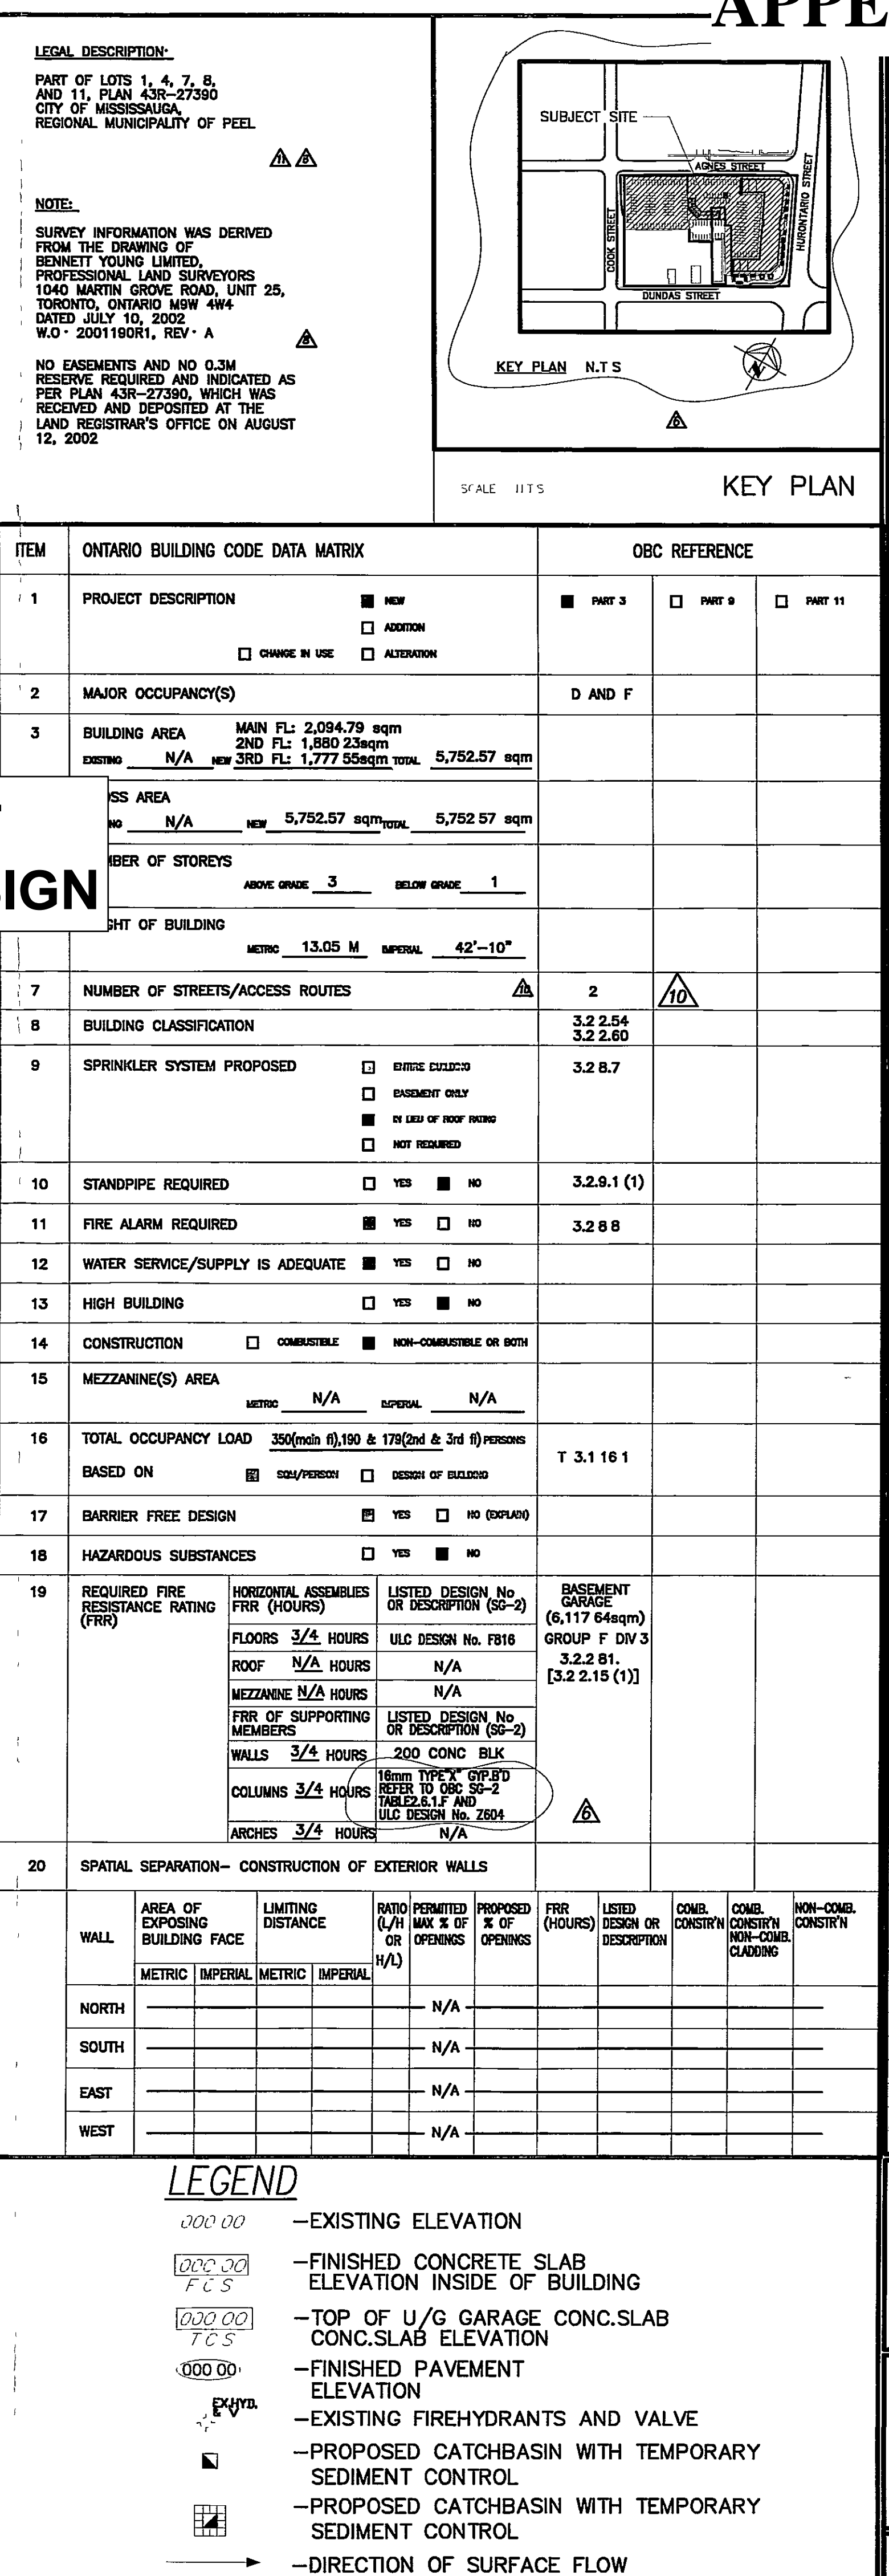 APPE
LEGAL DESCRIPTION·
PART OF LOTS 1, 4, 7, 8,
AND 11, PLAN 43R-27390
CITY OF MISSISSAUGA,
REGIONAL MUNICIPALITY OF PEEL
11 8
NOTE:
SURVEY INFORMATION WAS DERIVED
FROM THE DRAWING OF
BENNETT YOUNG LIMITED,
PROFESSIONAL LAND SURVEYORS
1040 MARTIN GROVE ROAD, UNIT 25,
TORONTO, ONTARIO M9W 4W4
DATED JULY 10, 2002
W.O· 2001190R1, REV· A
8
NO EASEMENTS AND NO 0.3M
RESERVE REQUIRED AND INDICATED AS
PER PLAN 43R-27390, WHICH WAS
RECEIVED AND DEPOSITED AT THE
LAND REGISTRAR'S OFFICE ON AUGUST
12, 2002
SUBJECT SITE
AGNES STREET
COOK STREET
HURONTARIO STREET
DUNDAS STREET
KEY PLAN N.T S
6
SCALE NTS
KEY PLAN
ITEM ONTARIO BUILDING CODE DATA MATRIX OBC REFERENCE
1 PROJECT DESCRIPTION NEW PART 3 PART 9 PART 11
ADDITION
CHANGE IN USE ALTERATION
2 MAJOR OCCUPANCY(S) D AND F
3 BUILDING AREA MAIN FL: 2,094.79 sqm
2ND FL: 1,880 23sqm
EXISTING N/A NEW 3RD FL: 1,777 55sqm TOTAL 5,752.57 sqm
SS AREA
NG N/A NEW 5,752.57 sqm TOTAL 5,752 57 sqm
BER OF STOREYS
IGN
ABOVE GRADE 3 BELOW GRADE 1
GHT OF BUILDING
METRIC 13.05 M IMPERIAL 42'-10"
7 NUMBER OF STREETS/ACCESS ROUTES 10 2 10
8 BUILDING CLASSIFICATION 3.2 2.54
3.2 2.60
9 SPRINKLER SYSTEM PROPOSED ENTIRE BUILDING 3.2 8.7
BASEMENT ONLY
IN LIEU OF ROOF RATING
NOT REQUIRED
10 STANDPIPE REQUIRED YES NO 3.2.9.1 (1)
11 FIRE ALARM REQUIRED YES NO 3.2 8 8
12 WATER SERVICE/SUPPLY IS ADEQUATE YES NO
13 HIGH BUILDING YES NO
14 CONSTRUCTION COMBUSTIBLE NON-COMBUSTIBLE OR BOTH
15 MEZZANINE(S) AREA
METRIC N/A IMPERIAL N/A
16 TOTAL OCCUPANCY LOAD 350(main fl),190 & 179(2nd & 3rd fl) PERSONS
T 3.1 16 1
BASED ON SQM/PERSON DESIGN OF BUILDING
17 BARRIER FREE DESIGN YES NO (EXPLAIN)
18 HAZARDOUS SUBSTANCES YES NO
19 REQUIRED FIRE
RESISTANCE RATING
(FRR)
HORIZONTAL ASSEMBLIES
FRR (HOURS)
LISTED DESIGN No
OR DESCRIPTION (SG-2)
BASEMENT
GARAGE
(6,117 64sqm)
GROUP F DIV 3
3.2.2 81.
[3.2 2.15 (1)]
FLOORS 3/4 HOURS ULC DESIGN No. F816
ROOF N/A HOURS N/A
MEZZANINE N/A HOURS N/A
FRR OF SUPPORTING
MEMBERS
LISTED DESIGN No
OR DESCRIPTION (SG-2)
WALLS 3/4 HOURS 200 CONC BLK
COLUMNS 3/4 HOURS
16mm TYPE"X" GYP.B'D
REFER TO OBC SG-2
TABLE2.6.1.F AND
ULC DESIGN No. Z604
6
ARCHES 3/4 HOURS N/A
20 SPATIAL SEPARATION- CONSTRUCTION OF EXTERIOR WALLS
WALL
AREA OF
EXPOSING
BUILDING FACE
LIMITING
DISTANCE
RATIO
(L/H
OR
H/L)
PERMITTED
MAX % OF
OPENINGS
PROPOSED
% OF
OPENINGS
FRR
(HOURS)
LISTED
DESIGN OR
DESCRIPTION
COMB.
CONSTR'N
COMB.
CONSTR'N
NON-COMB.
CLADDING
NON-COMB.
CONSTR'N
METRIC IMPERIAL METRIC IMPERIAL
NORTH N/A
SOUTH N/A
EAST N/A
WEST N/A
LEGEND
000 00 -EXISTING ELEVATION
000 00 -FINISHED CONCRETE SLAB
FCS ELEVATION INSIDE OF BUILDING
000 00 -TOP OF U/G GARAGE CONC.SLAB
TCS CONC.SLAB ELEVATION
000 00 -FINISHED PAVEMENT
ELEVATION
EX.HYD.
& V
-EXISTING FIREHYDRANTS AND VALVE
-PROPOSED CATCHBASIN WITH TEMPORARY
SEDIMENT CONTROL
-PROPOSED CATCHBASIN WITH TEMPORARY
SEDIMENT CONTROL
-DIRECTION OF SURFACE FLOW